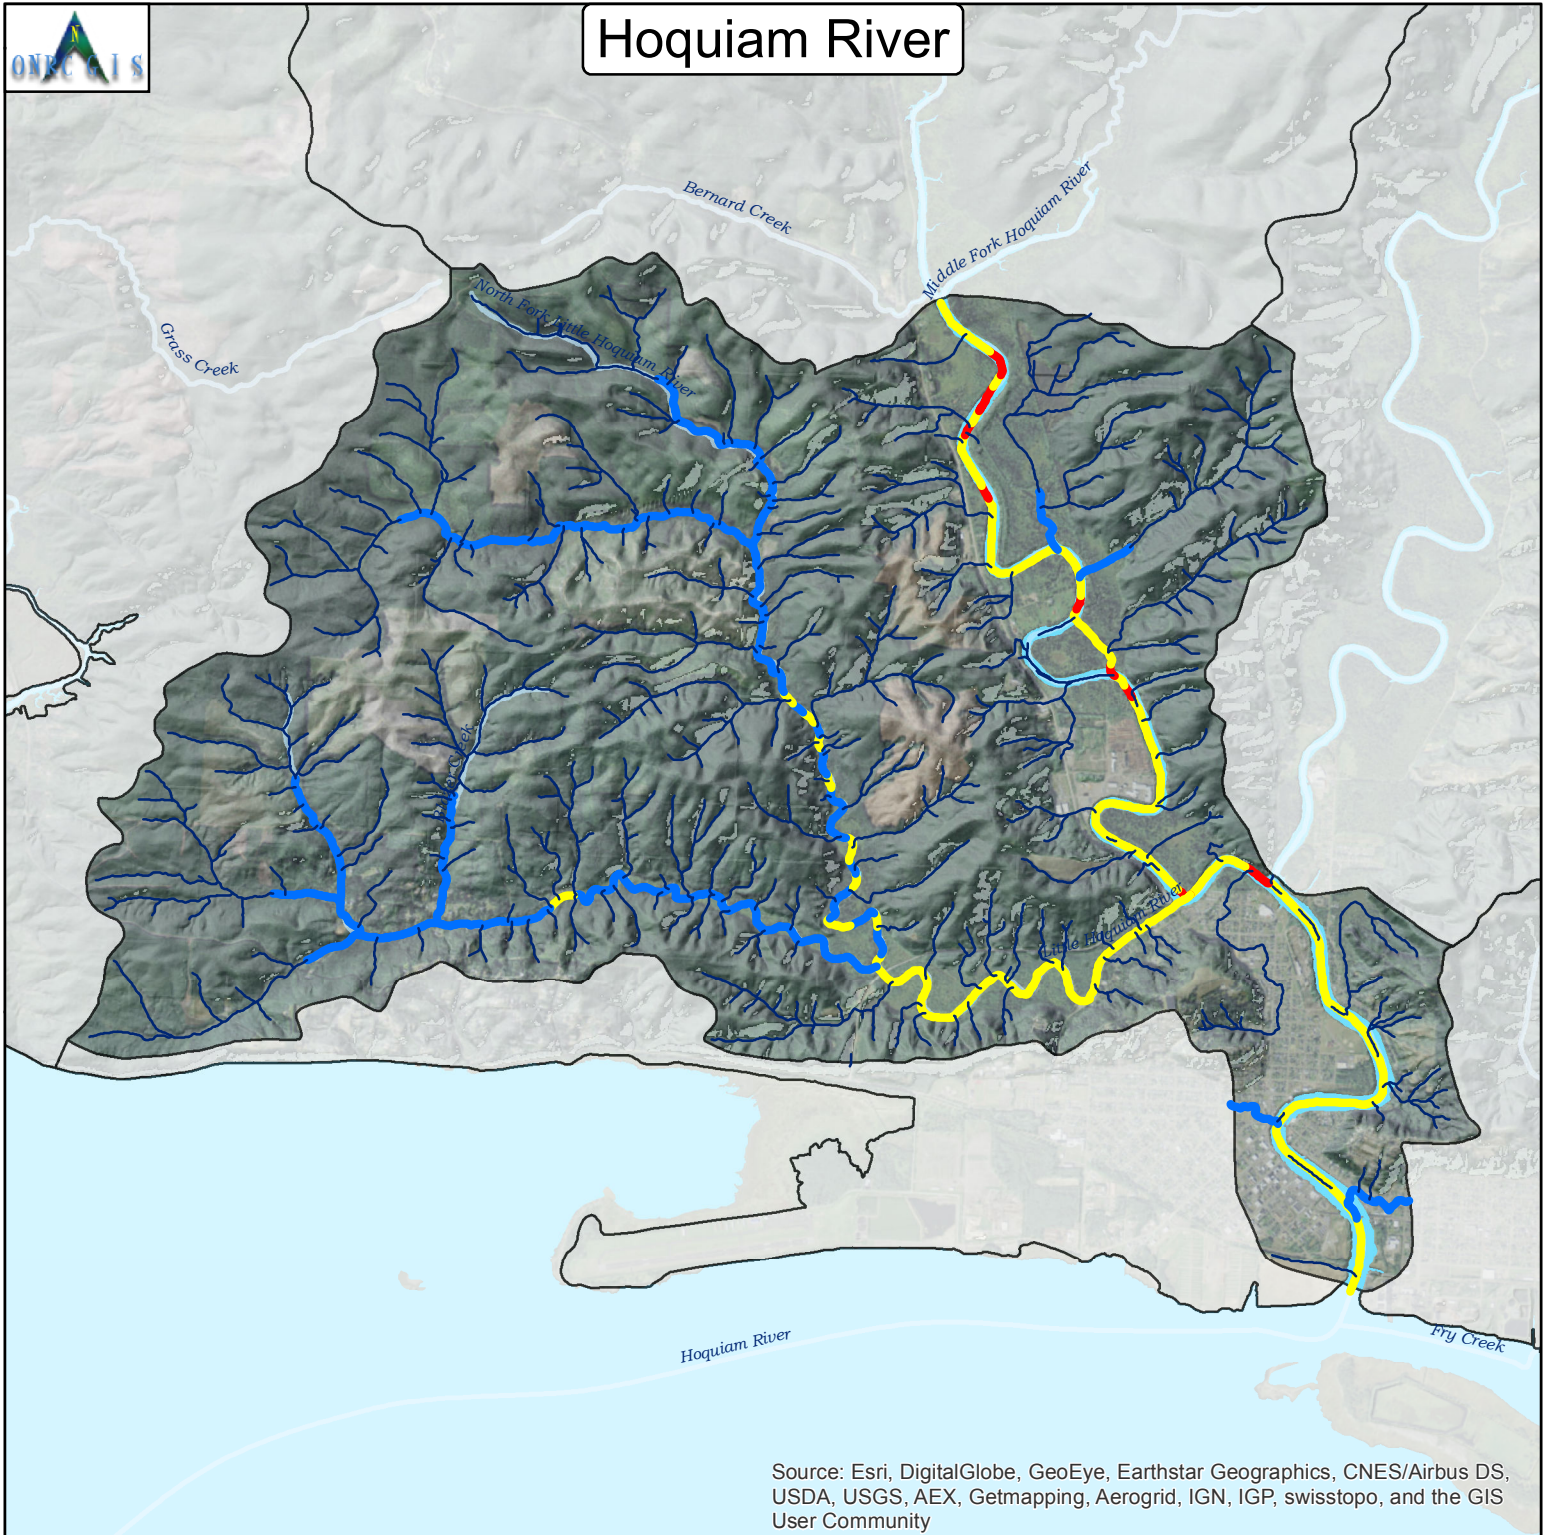 N
ONRC GIS
Hoquiam River
Bernard Creek
Middle Fork Hoquiam River
North Fork Little Hoquiam River
Grass Creek
Creek
Little Hoquiam River
Hoquiam River
Fry Creek
Source: Esri, DigitalGlobe, GeoEye, Earthstar Geographics, CNES/Airbus DS,
USDA, USGS, AEX, Getmapping, Aerogrid, IGN, IGP, swisstopo, and the GIS
User Community